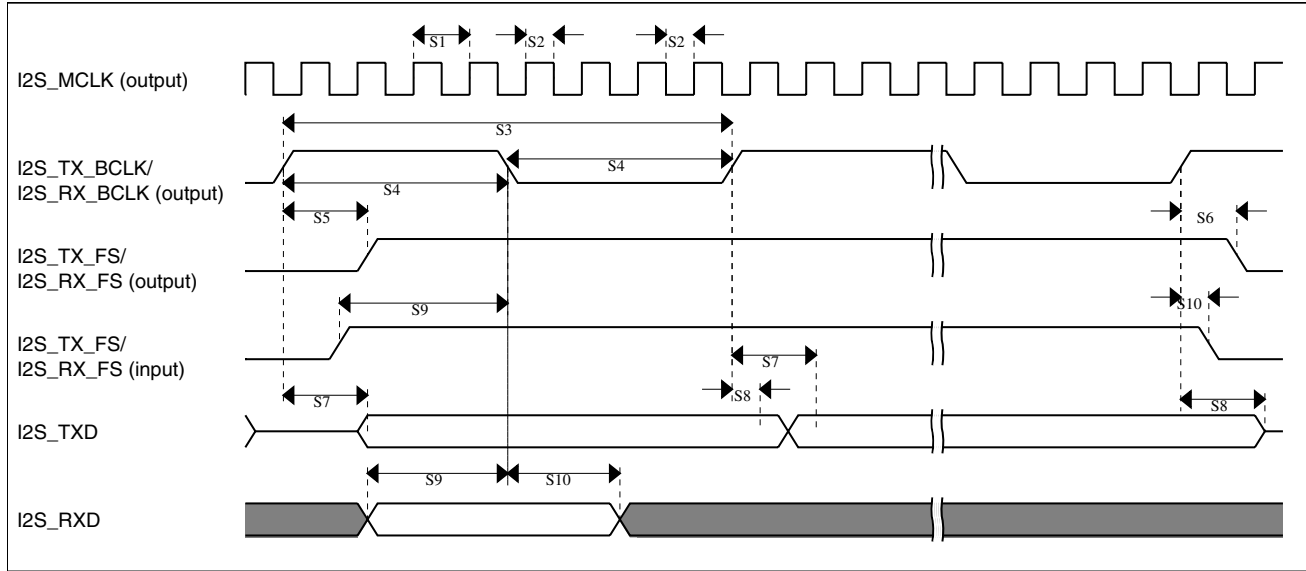 S1
S2
S2
I2S_MCLK (output)
S3
I2S_TX_BCLK/
I2S_RX_BCLK (output)
S4
S4
S5
S6
I2S_TX_FS/
I2S_RX_FS (output)
S9
S10
I2S_TX_FS/
I2S_RX_FS (input)
S7
S7
S8
S8
I2S_TXD
S9
S10
I2S_RXD